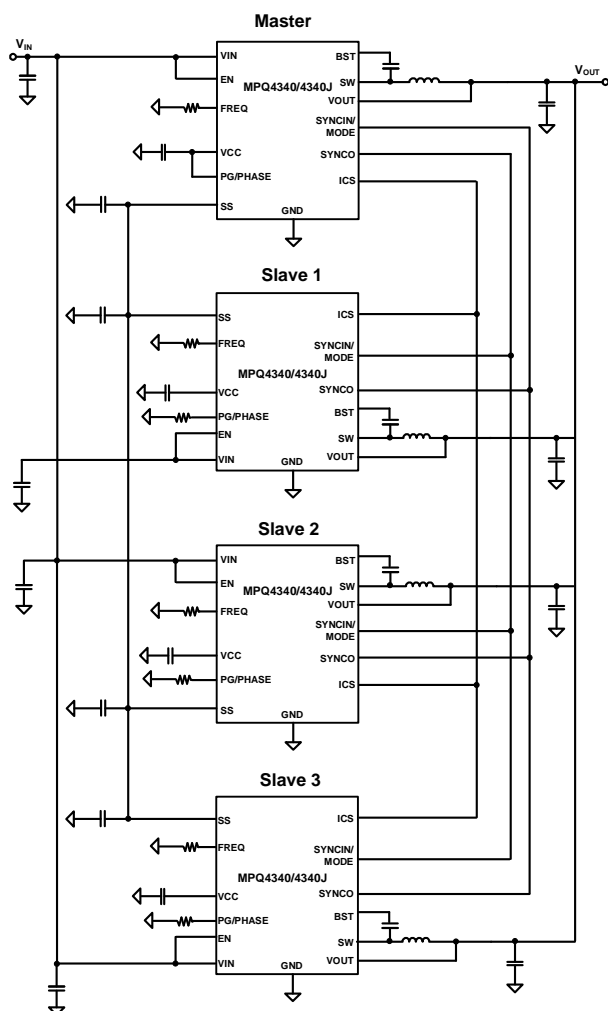 Master
VIN
VIN
BST
EN
MPQ4340/4340J
SW
VOUT
VOUT
FREQ
SYNCIN/
MODE
VCC
SYNCO
PG/PHASE
ICS
SS
GND
Slave 1
SS
ICS
FREQ
SYNCIN/
MODE
MPQ4340/4340J
VCC
SYNCO
PG/PHASE
BST
EN
SW
VIN
GND
VOUT
Slave 2
VIN
BST
EN
MPQ4340/4340J
SW
FREQ
VOUT
SYNCIN/
MODE
VCC
SYNCO
PG/PHASE
ICS
SS
GND
Slave 3
SS
ICS
FREQ
SYNCIN/
MODE
MPQ4340/4340J
VCC
SYNCO
PG/PHASE
BST
EN
SW
VIN
GND
VOUT